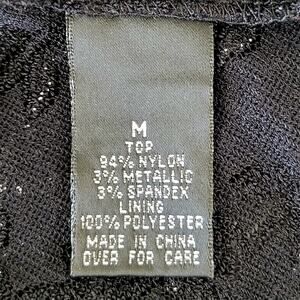 M
TOP
94% NYLON
3% METALLIC
3% SPANDEX
LINING
100% POLYESTER
MADE IN CHINA
OVER FOR CARE